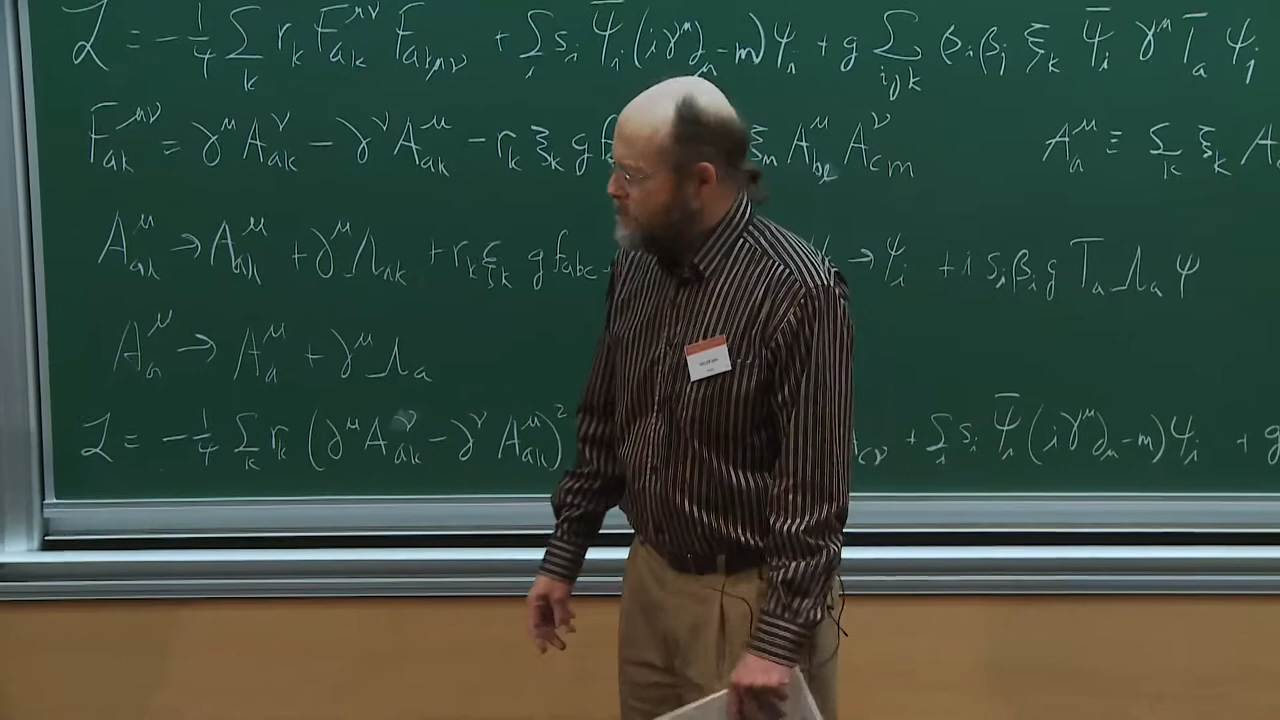 ℒ = -1/4 Σ_k r_k F_{ak}^{μν} F_{akμν} + Σ_i s_i ψ̄_i (iγ^μ ∂_μ - m) ψ_i + g Σ_{ijk} β_i β_j ξ_k ψ̄_i γ^μ T_a ψ_j
F_{ak}^{μν} = ∂^μ A_{ak}^ν - ∂^ν A_{ak}^μ - r_k ξ_k g f ξ_m A_{bl}^μ A_{cm}^ν A_a^μ ≡ Σ_k ξ_k A
A_{ak}^μ → A_{ak}^μ + ∂^μ Λ_{ak} + r_k ξ_k g f_{abc} → ψ_i + i s_i β_i g T_a Λ_a ψ
A_a^μ → A_a^μ + ∂^μ Λ_a
ℒ = -1/4 Σ_k r_k (∂^μ A_{ak}^ν - ∂^ν A_{ak}^μ)^2 A_{cν} + Σ_i s_i ψ̄_i (iγ^μ ∂_μ - m) ψ_i + g